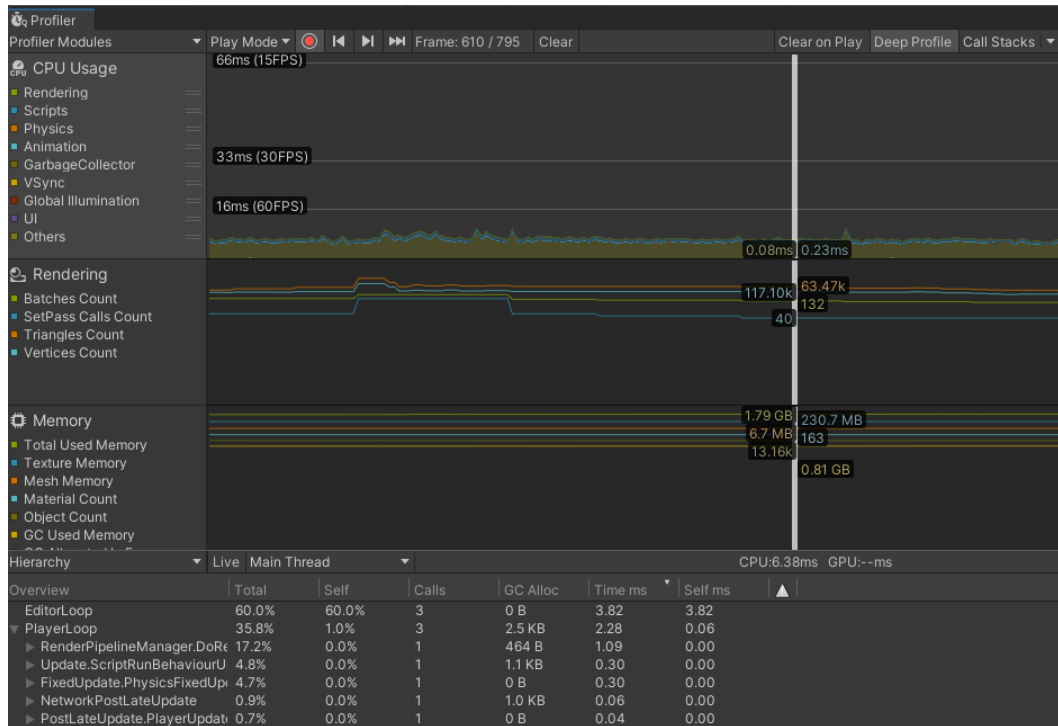 Profiler
Profiler Modules Play Mode Frame: 610 / 795 Clear Clear on Play Deep Profile Call Stacks
CPU Usage
Rendering
Scripts
Physics
Animation
GarbageCollector
VSync
Global Illumination
UI
Others
66ms (15FPS)
33ms (30FPS)
16ms (60FPS)
0.08ms 0.23ms
Rendering
Batches Count
SetPass Calls Count
Triangles Count
Vertices Count
117.10k 63.47k
132
40
Memory
Total Used Memory
Texture Memory
Mesh Memory
Material Count
Object Count
GC Used Memory
1.79 GB 230.7 MB
6.7 MB 163
13.16k
0.81 GB
Hierarchy Live Main Thread CPU:6.38ms GPU:--ms
Overview Total Self Calls GC Alloc Time ms Self ms
EditorLoop 60.0% 60.0% 3 0 B 3.82 3.82
PlayerLoop 35.8% 1.0% 3 2.5 KB 2.28 0.06
RenderPipelineManager.DoRe 17.2% 0.0% 1 464 B 1.09 0.00
Update.ScriptRunBehaviourU 4.8% 0.0% 1 1.1 KB 0.30 0.00
FixedUpdate.PhysicsFixedUp 4.7% 0.0% 1 0 B 0.30 0.00
NetworkPostLateUpdate 0.9% 0.0% 1 1.0 KB 0.06 0.00
PostLateUpdate.PlayerUpdat 0.7% 0.0% 1 0 B 0.04 0.00